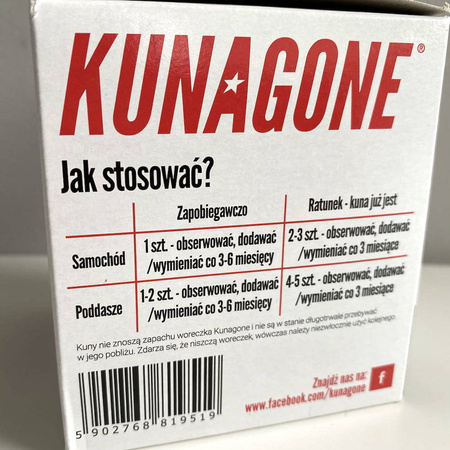 KUNAGONE®
Jak stosować?
Zapobiegawczo
Ratunek - kuna już jest
Samochód
1 szt. - obserwować, dodawać
/wymieniać co 3-6 miesięcy
2-3 szt. - obserwować, dodawać
/wymieniać co 3 miesiące
Poddasze
1-2 szt. - obserwować, dodawać
/wymieniać co 3-6 miesięcy
4-5 szt. - obserwować, dodawać
/wymieniać co 3 miesiące
Kuny nie znoszą zapachu woreczka Kunagone i nie są w stanie długotrwale przebywać
w jego pobliżu. Zdarza się, że niszczą woreczek, wówczas należy niezwłocznie użyć kolejnego.
Znajdź nas na: f
www.facebook.com/kunagone
5 902768 819519